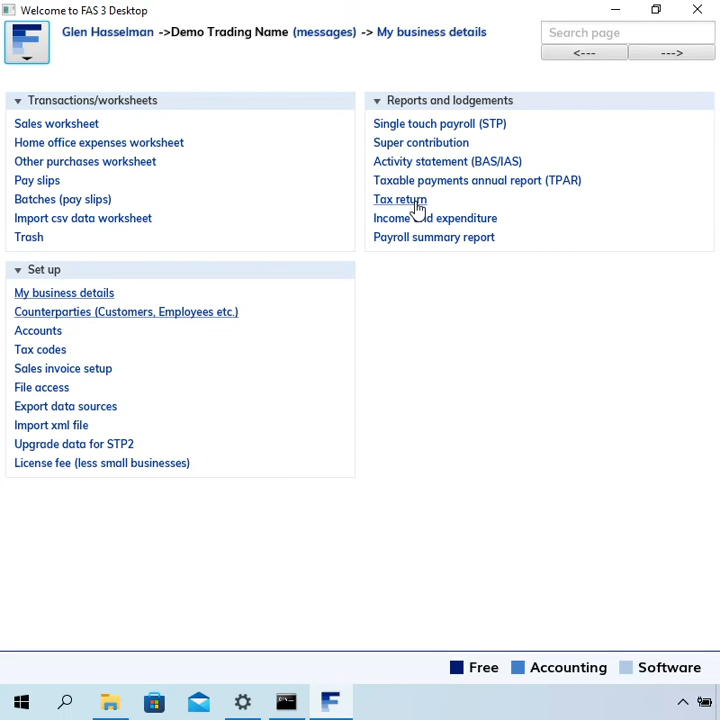 Welcome to FAS 3 Desktop
Glen Hasselman ->Demo Trading Name (messages) -> My business details
Search page
<--- --->
Transactions/worksheets
Sales worksheet
Home office expenses worksheet
Other purchases worksheet
Pay slips
Batches (pay slips)
Import csv data worksheet
Trash
Reports and lodgements
Single touch payroll (STP)
Super contribution
Activity statement (BAS/IAS)
Taxable payments annual report (TPAR)
Tax return
Income expenditure
Payroll summary report
Set up
My business details
Counterparties (Customers, Employees etc.)
Accounts
Tax codes
Sales invoice setup
File access
Export data sources
Import xml file
Upgrade data for STP2
License fee (less small businesses)
Free Accounting Software